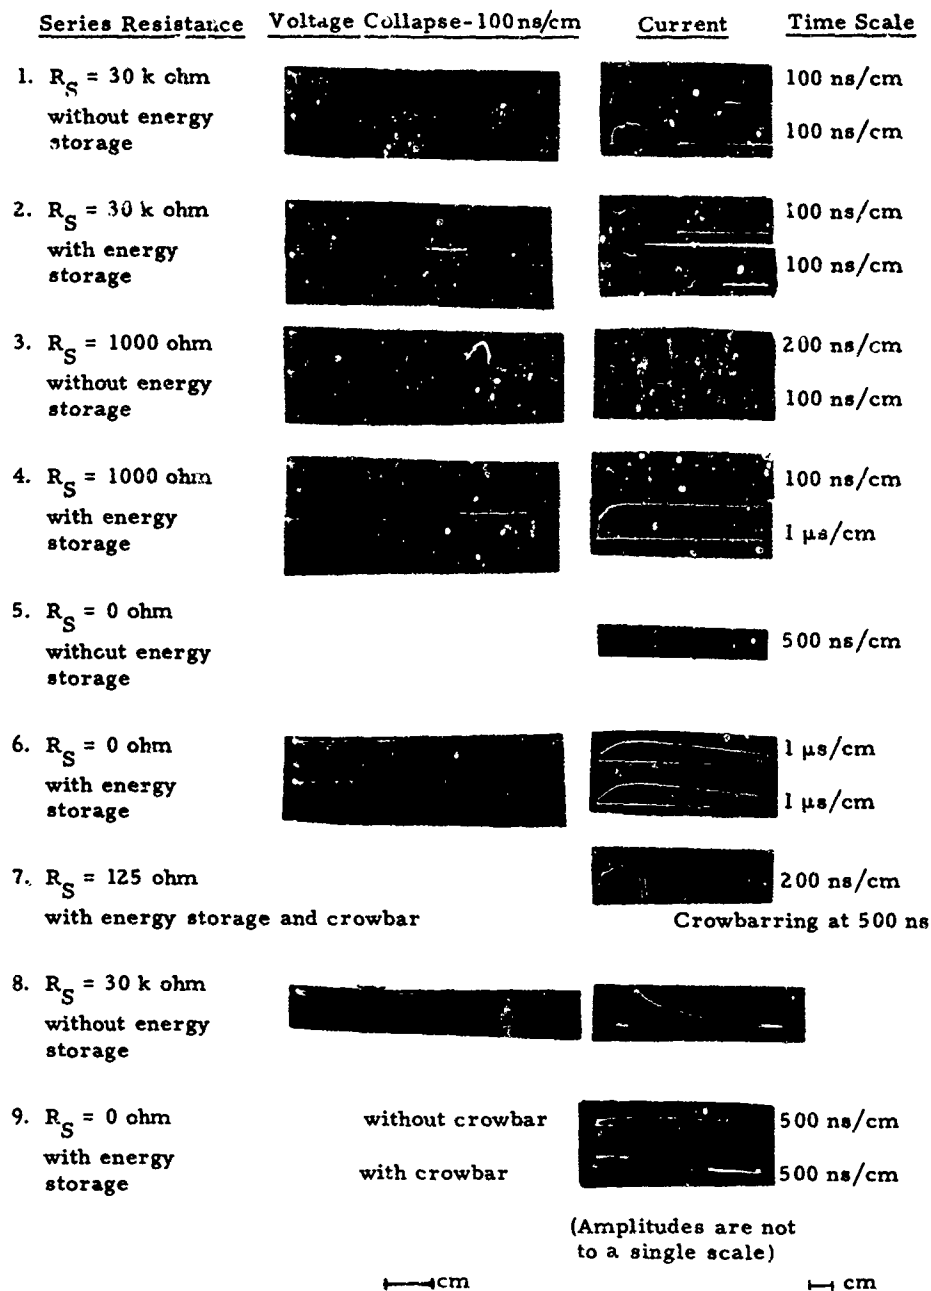 Series Resistance Voltage Collapse-100ns/cm Current Time Scale
1. R_S = 30 k ohm 100 ns/cm
without energy 100 ns/cm
storage
2. R_S = 30 k ohm 100 ns/cm
with energy 100 ns/cm
storage
3. R_S = 1000 ohm 200 ns/cm
without energy 100 ns/cm
storage
4. R_S = 1000 ohm 100 ns/cm
with energy 1 μs/cm
storage
5. R_S = 0 ohm 500 ns/cm
without energy
storage
6. R_S = 0 ohm 1 μs/cm
with energy 1 μs/cm
storage
7. R_S = 125 ohm 200 ns/cm
with energy storage and crowbar Crowbarring at 500 ns
8. R_S = 30 k ohm
without energy
storage
9. R_S = 0 ohm without crowbar 500 ns/cm
with energy with crowbar 500 ns/cm
storage
(Amplitudes are not
to a single scale)
cm cm